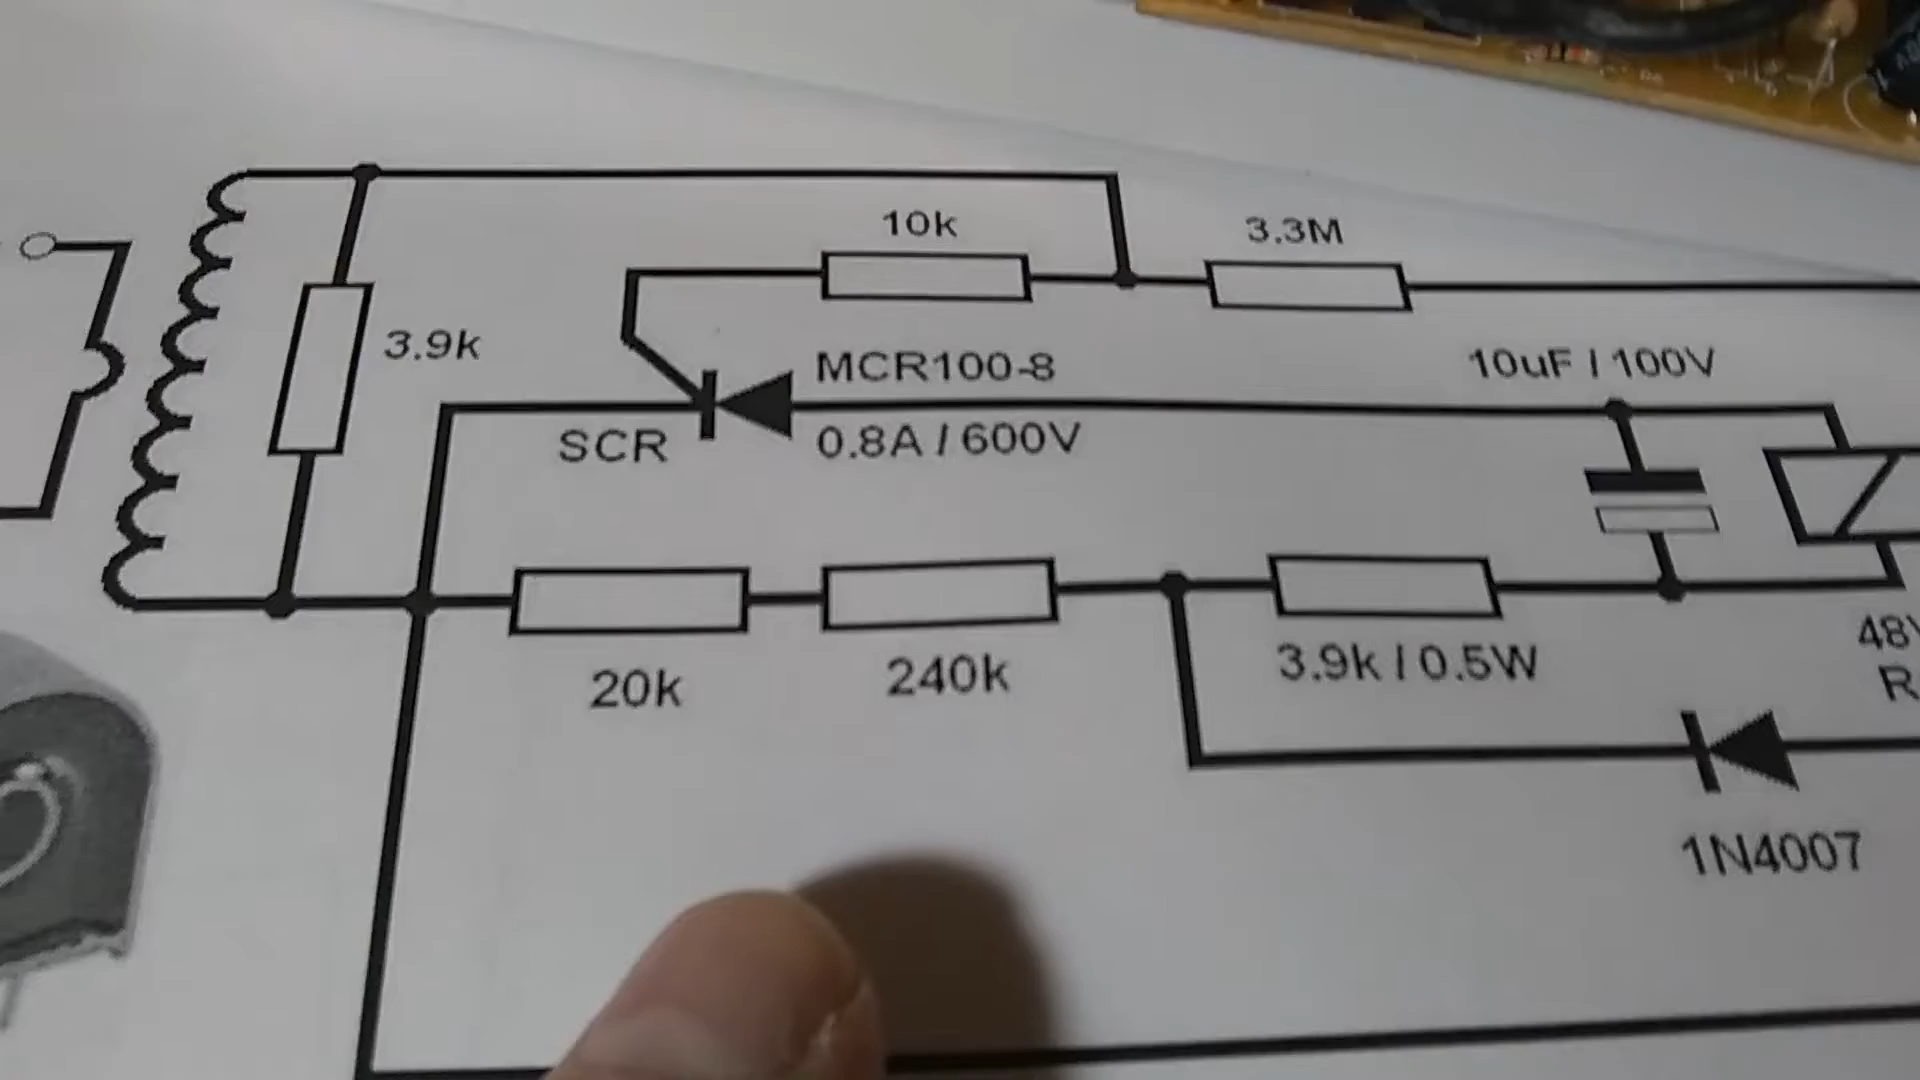 10k
3.3M
3.9k
MCR100-8
10uF / 100V
SCR
0.8A / 600V
20k
240k
3.9k / 0.5W
48V
R
1N4007